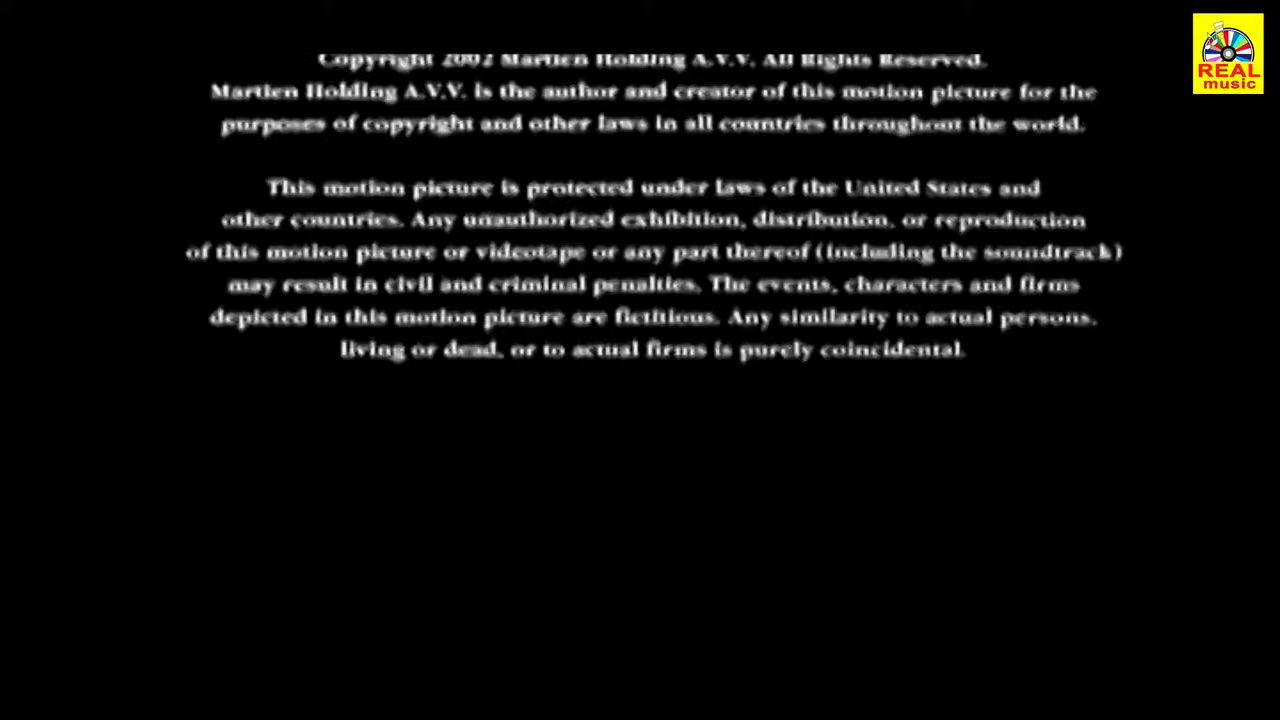 Copyright 2002 Martien Holding A.V.V. All Rights Reserved.
Martien Holding A.V.V. is the author and creator of this motion picture for the
purposes of copyright and other laws in all countries throughout the world.
This motion picture is protected under laws of the United States and
other countries. Any unauthorized exhibition, distribution, or reproduction
of this motion picture or videotape or any part thereof (including the soundtrack)
may result in civil and criminal penalties. The events, characters and firms
depicted in this motion picture are fictitious. Any similarity to actual persons,
living or dead, or to actual firms is purely coincidental.
REAL
music